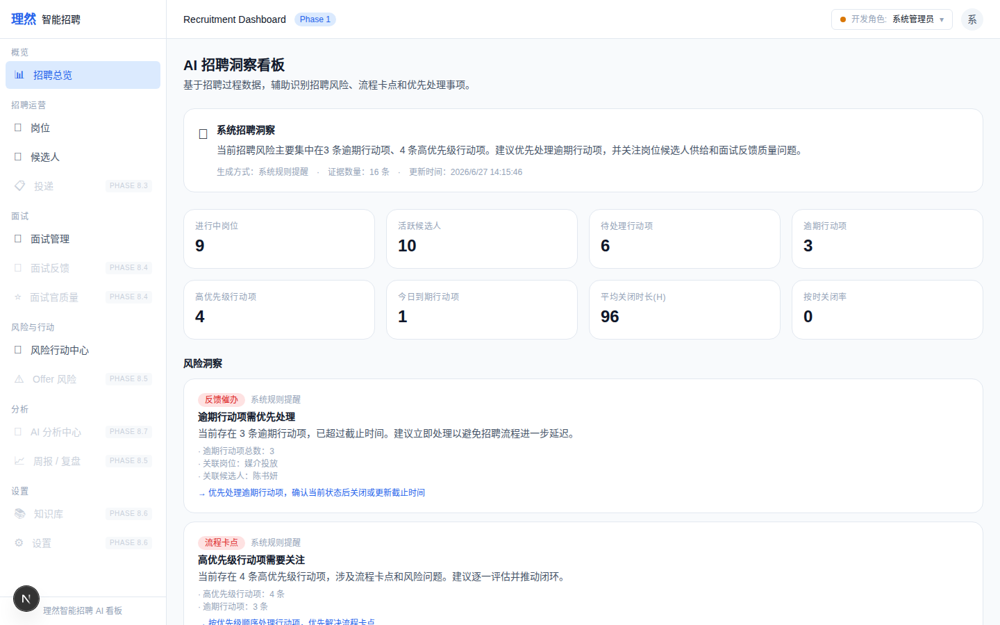 理然 智能招聘
Recruitment Dashboard Phase 1
开发角色: 系统管理员 ▾
系
概览
招聘总览
招聘运营
岗位
候选人
投递 PHASE 8.3
面试
面试管理
面试反馈 PHASE 8.4
面试官质量 PHASE 8.4
风险与行动
风险行动中心
Offer 风险 PHASE 8.5
分析
AI 分析中心 PHASE 8.7
周报 / 复盘 PHASE 8.5
设置
知识库 PHASE 8.6
设置 PHASE 8.6
理然智能招聘 AI 看板
AI 招聘洞察看板
基于招聘过程数据，辅助识别招聘风险、流程卡点和优先处理事项。
系统招聘洞察
当前招聘风险主要集中在3 条逾期行动项、4 条高优先级行动项。建议优先处理逾期行动项，并关注岗位候选人供给和面试反馈质量问题。
生成方式：系统规则提醒 · 证据数量：16 条 · 更新时间：2026/6/27 14:15:46
进行中岗位
9
活跃候选人
10
待处理行动项
6
逾期行动项
3
高优先级行动项
4
今日到期行动项
1
平均关闭时长(H)
96
按时关闭率
0
风险洞察
反馈催办 系统规则提醒
逾期行动项需优先处理
当前存在 3 条逾期行动项，已超过截止时间。建议立即处理以避免招聘流程进一步延迟。
· 逾期行动项总数：3
· 关联岗位：媒介投放
· 关联候选人：陈书妍
→ 优先处理逾期行动项，确认当前状态后关闭或更新截止时间
流程卡点 系统规则提醒
高优先级行动项需要关注
当前存在 4 条高优先级行动项，涉及流程卡点和风险问题。建议逐一评估并推动闭环。
· 高优先级行动项：4 条
· 逾期行动项：3 条
→ 按优先级顺序处理行动项，优先解决流程卡点